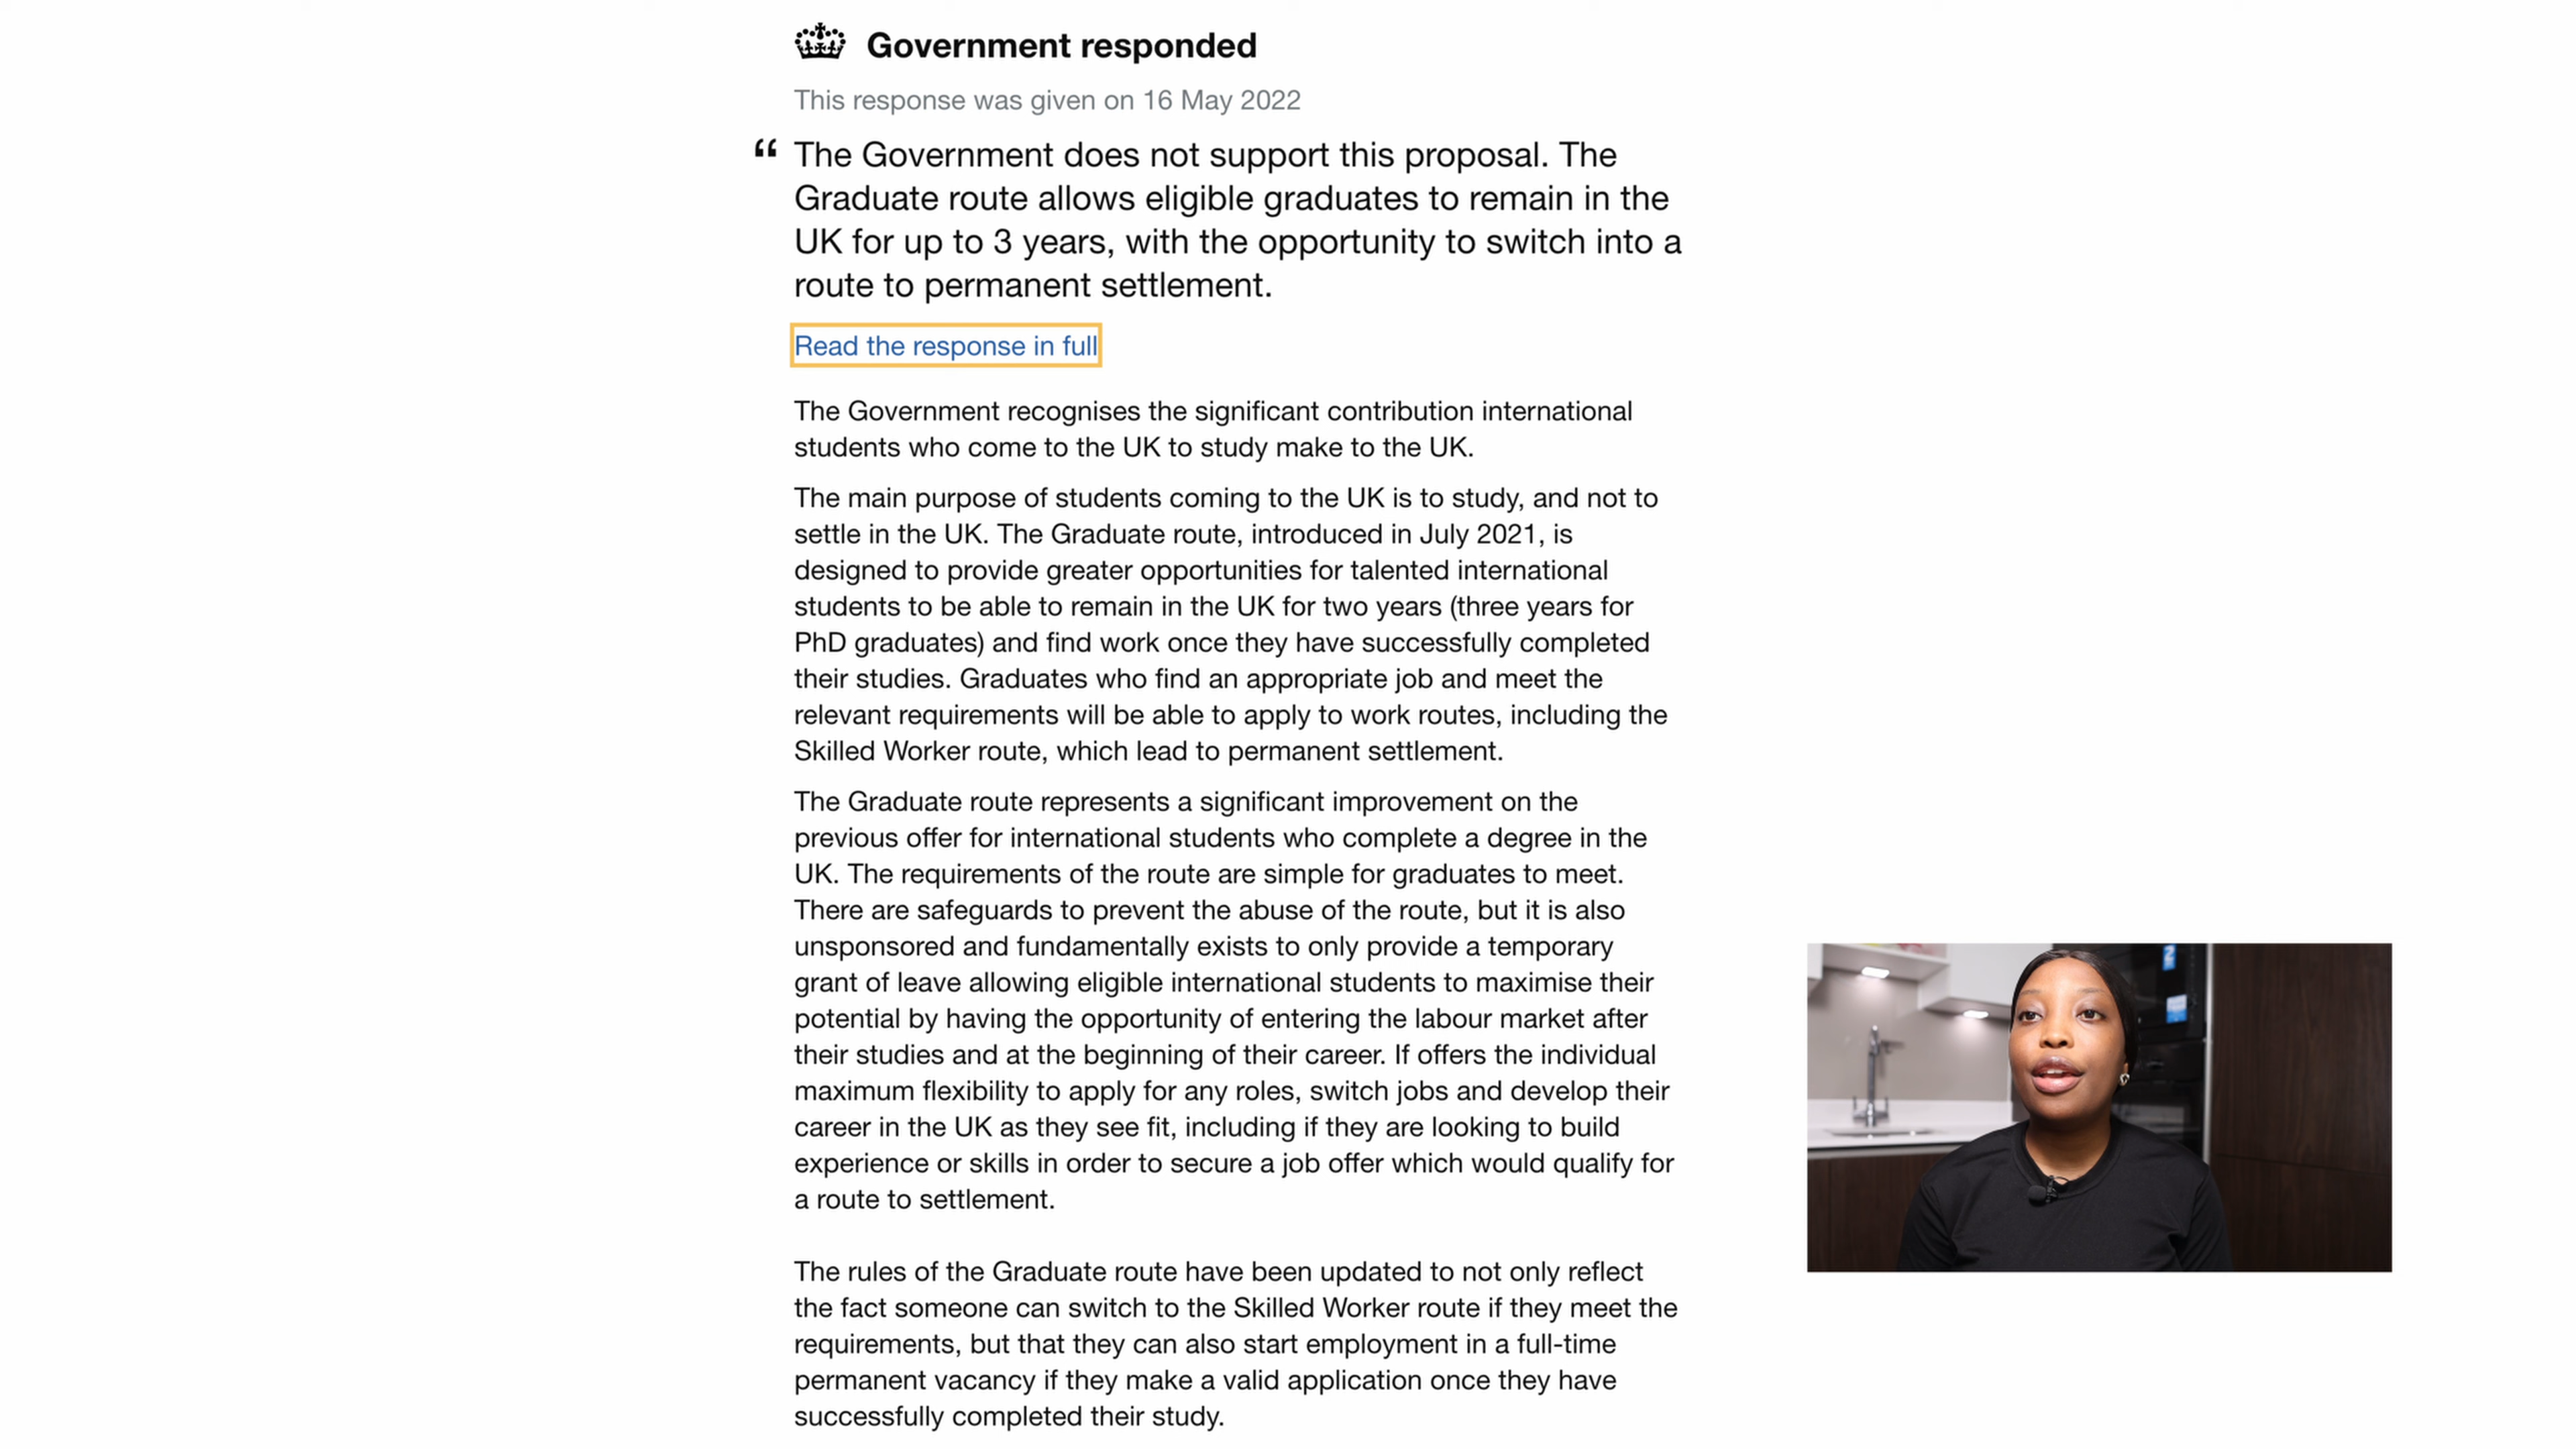 Government responded
This response was given on 16 May 2022
“ The Government does not support this proposal. The
Graduate route allows eligible graduates to remain in the
UK for up to 3 years, with the opportunity to switch into a
route to permanent settlement.
Read the response in full
The Government recognises the significant contribution international
students who come to the UK to study make to the UK.
The main purpose of students coming to the UK is to study, and not to
settle in the UK. The Graduate route, introduced in July 2021, is
designed to provide greater opportunities for talented international
students to be able to remain in the UK for two years (three years for
PhD graduates) and find work once they have successfully completed
their studies. Graduates who find an appropriate job and meet the
relevant requirements will be able to apply to work routes, including the
Skilled Worker route, which lead to permanent settlement.
The Graduate route represents a significant improvement on the
previous offer for international students who complete a degree in the
UK. The requirements of the route are simple for graduates to meet.
There are safeguards to prevent the abuse of the route, but it is also
unsponsored and fundamentally exists to only provide a temporary
grant of leave allowing eligible international students to maximise their
potential by having the opportunity of entering the labour market after
their studies and at the beginning of their career. If offers the individual
maximum flexibility to apply for any roles, switch jobs and develop their
career in the UK as they see fit, including if they are looking to build
experience or skills in order to secure a job offer which would qualify for
a route to settlement.
The rules of the Graduate route have been updated to not only reflect
the fact someone can switch to the Skilled Worker route if they meet the
requirements, but that they can also start employment in a full-time
permanent vacancy if they make a valid application once they have
successfully completed their study.